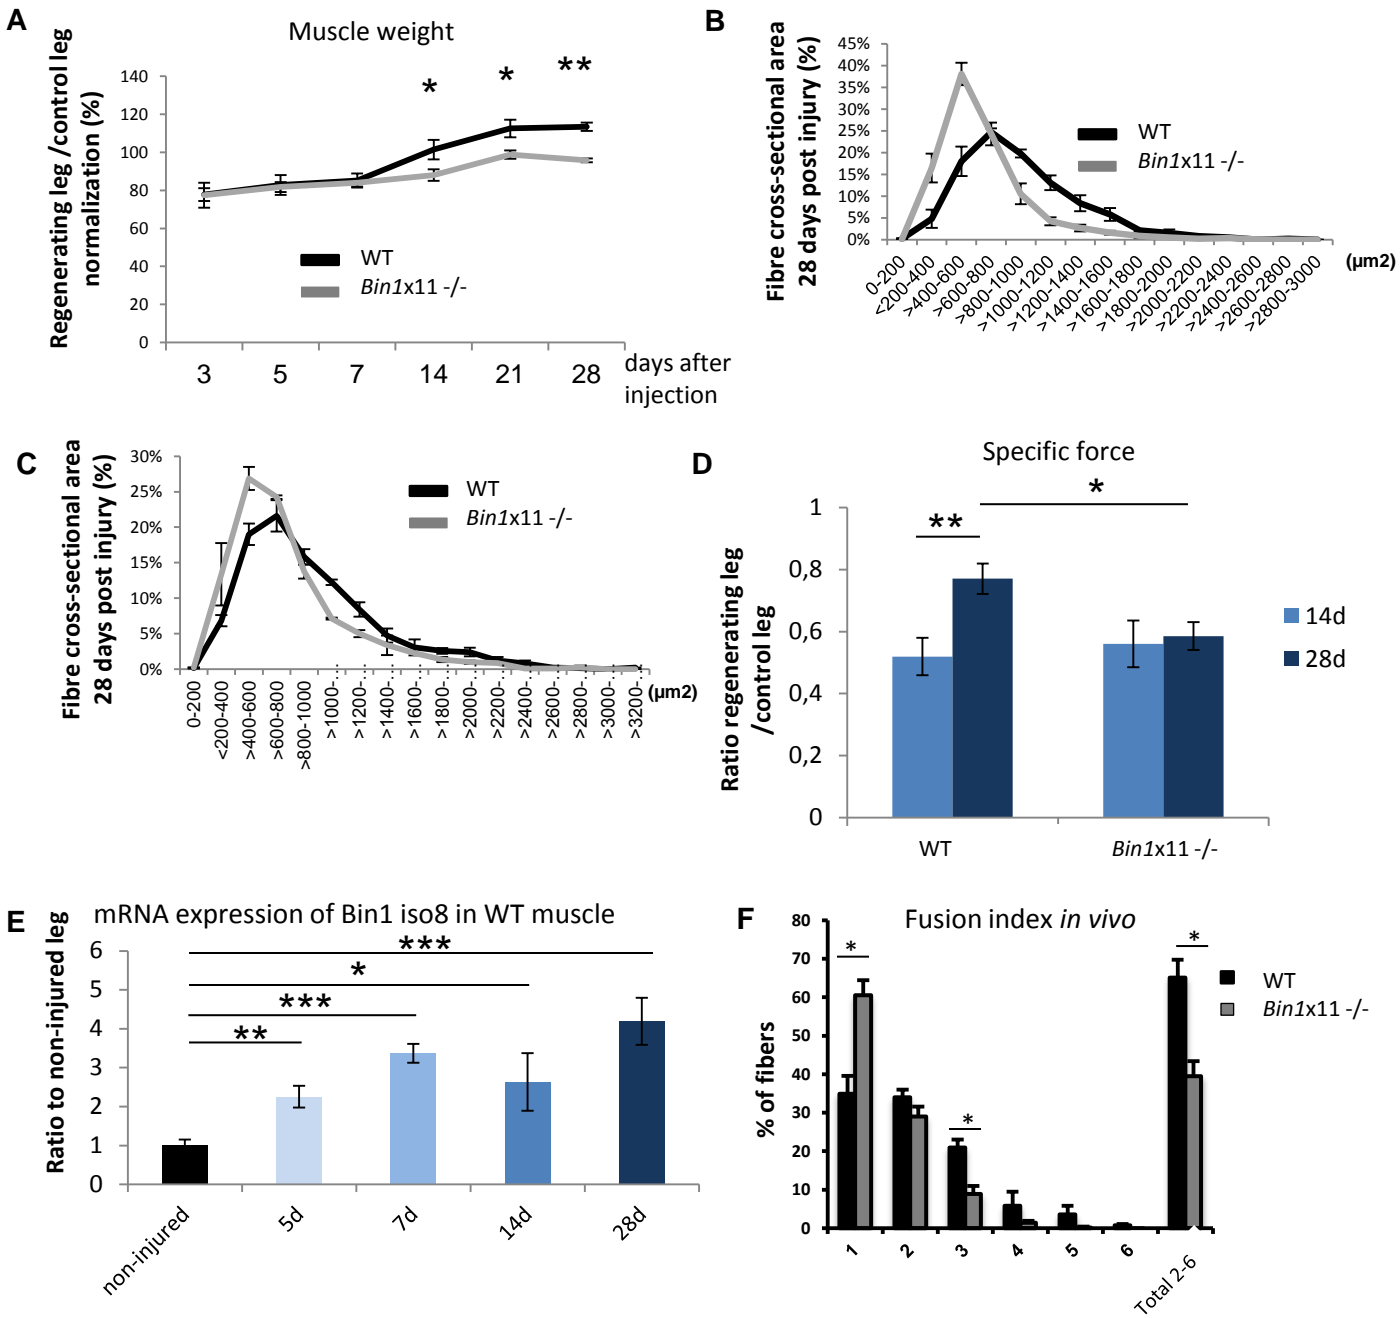 A
Muscle weight
Regenerating leg /control leg
normalization (%)
140
120
100
80
60
40
20
0
*
*
**
WT
Bin1x11 -/-
3
5
7
14
21
28
days after
injection
B
Fibre cross-sectional area
28 days post injury (%)
45%
40%
35%
30%
25%
20%
15%
10%
5%
0%
WT
Bin1x11 -/-
0-200
<200-400
>400-600
>600-800
>800-1000
>1000-1200
>1200-1400
>1400-1600
>1600-1800
>1800-2000
>2000-2200
>2200-2400
>2400-2600
>2600-2800
>2800-3000
(µm2)
C
Fibre cross-sectional area
28 days post injury (%)
30%
25%
20%
15%
10%
5%
0%
WT
Bin1x11 -/-
0-200
<200-400
>400-600
>600-800
>800-1000
>1000-
>1200-
>1400-
>1600-
>1800-
>2000-
>2200-
>2400-
>2600-
>2800-
>3000-
>3200-
(µm2)
D
Specific force
Ratio regenerating leg
/control leg
1
0,8
0,6
0,4
0,2
0
**
*
WT
Bin1x11 -/-
14d
28d
E
mRNA expression of Bin1 iso8 in WT muscle
Ratio to non-injured leg
6
5
4
3
2
1
0
***
*
***
**
non-injured
5d
7d
14d
28d
F
Fusion index in vivo
% of fibers
80
70
60
50
40
30
20
10
0
*
*
*
WT
Bin1x11 -/-
1
2
3
4
5
6
Total 2-6